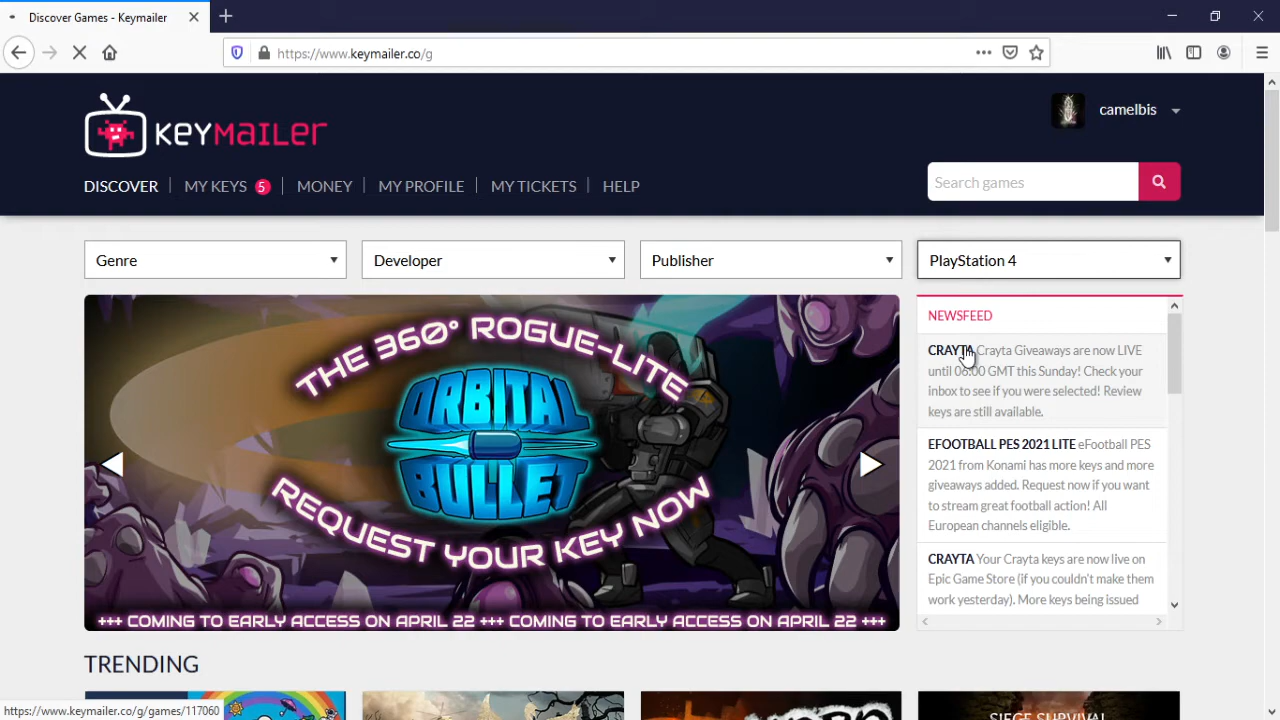 Discover Games - Keymailer
https://www.keymailer.co/g
KEYMAILER
camelbis
DISCOVER
MY KEYS 5
MONEY
MY PROFILE
MY TICKETS
HELP
Search games
Genre
Developer
Publisher
PlayStation 4
THE 360° ROGUE-LITE
ORBITAL
BULLET
REQUEST YOUR KEY NOW
+++ COMING TO EARLY ACCESS ON APRIL 22 +++ COMING TO EARLY ACCESS ON APRIL 22 +++
NEWSFEED
CRAYTA Crayta Giveaways are now LIVE
until 06:00 GMT this Sunday! Check your
inbox to see if you were selected! Review
keys are still available.
EFOOTBALL PES 2021 LITE eFootball PES
2021 from Konami has more keys and more
giveaways added. Request now if you want
to stream great football action! All
European channels eligible.
CRAYTA Your Crayta keys are now live on
Epic Game Store (if you couldn't make them
work yesterday). More keys being issued
TRENDING
SIEGE SURVIVAL
https://www.keymailer.co/g/games/117060